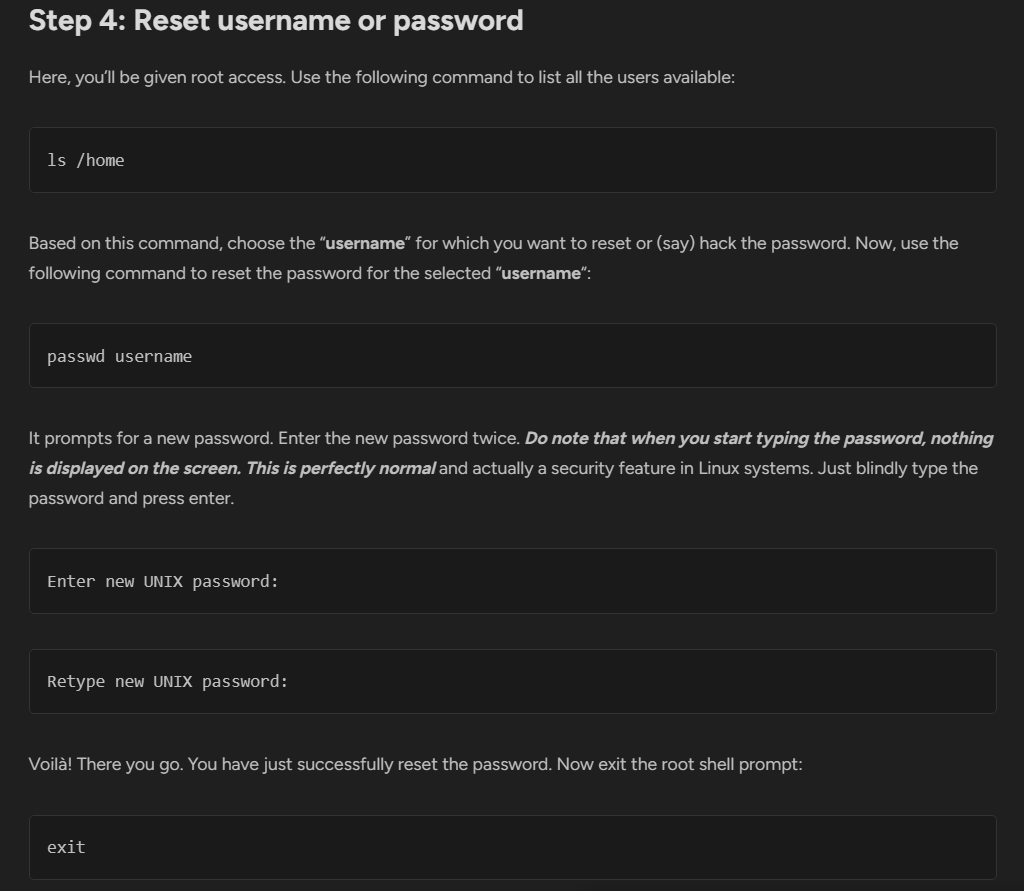 Step 4: Reset username or password
Here, you’ll be given root access. Use the following command to list all the users available:
ls /home
Based on this command, choose the “username” for which you want to reset or (say) hack the password. Now, use the
following command to reset the password for the selected “username“:
passwd username
It prompts for a new password. Enter the new password twice. Do note that when you start typing the password, nothing
is displayed on the screen. This is perfectly normal and actually a security feature in Linux systems. Just blindly type the
password and press enter.
Enter new UNIX password:
Retype new UNIX password:
Voilà! There you go. You have just successfully reset the password. Now exit the root shell prompt:
exit